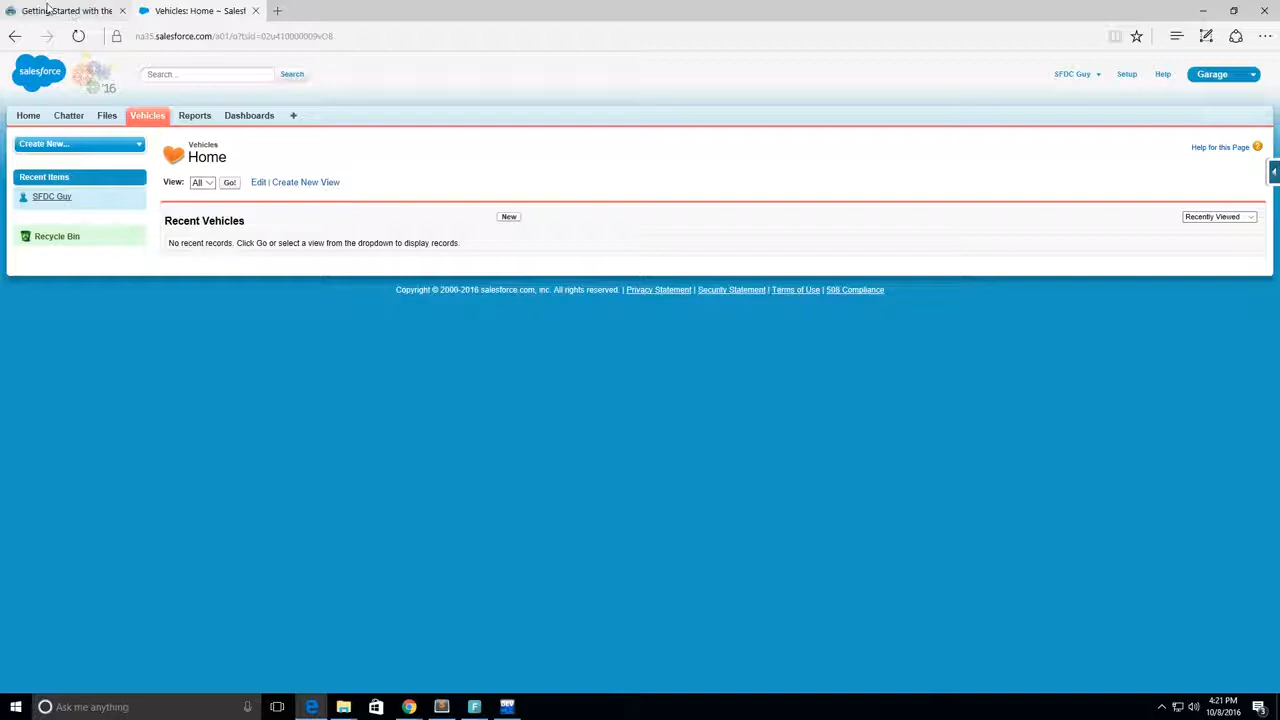 Getting Started with the
Vehicles: Home ~ Salesf
na35.salesforce.com/a01/o?tsid=02u410000009vO8
salesforce
'16
Search...
Search
SFDC Guy
Setup
Help
Garage
Home
Chatter
Files
Vehicles
Reports
Dashboards
+
Create New...
Recent Items
SFDC Guy
Recycle Bin
Vehicles
Home
Help for this Page
View:
All
Go!
Edit | Create New View
Recent Vehicles
New
Recently Viewed
No recent records. Click Go or select a view from the dropdown to display records.
Copyright © 2000-2016 salesforce.com, inc. All rights reserved. | Privacy Statement | Security Statement | Terms of Use | 508 Compliance
Ask me anything
F
DEV
4:21 PM
10/8/2016
3